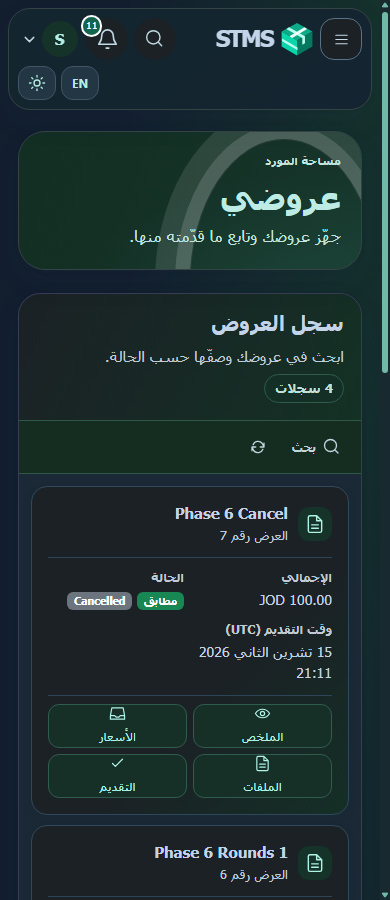 STMS
11
S
EN
مساحة المورد
عروضي
جهّز عروضك وتابع ما قدّمته منها.
سجل العروض
ابحث في عروضك وصفّها حسب الحالة.
4 سجلات
بحث
Phase 6 Cancel
العرض رقم 7
الإجمالي
JOD 100.00
الحالة
مطابق Cancelled
وقت التقديم (UTC)
15 تشرين الثاني 2026
21:11
الملخص
الأسعار
الملفات
التقديم
Phase 6 Rounds 1
العرض رقم 6